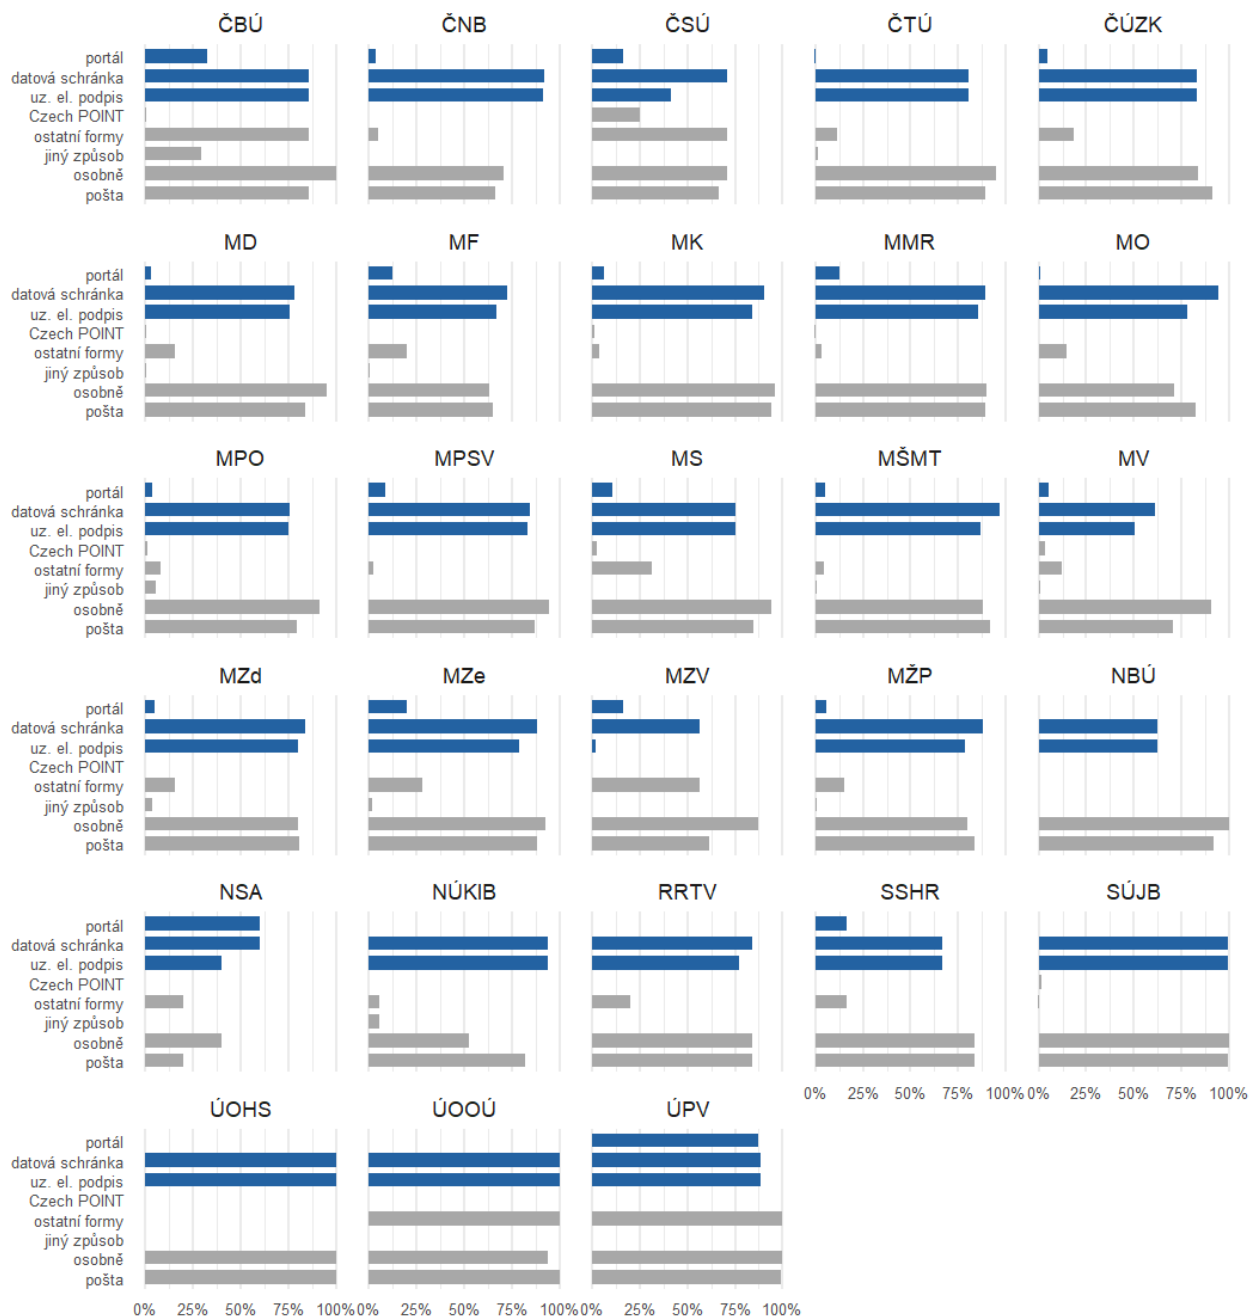 ČBÚ ČNB ČSÚ ČTÚ ČÚZK
portál
datová schránka
uz. el. podpis
Czech POINT
ostatní formy
jiný způsob
osobně
pošta
MD MF MK MMR MO
portál
datová schránka
uz. el. podpis
Czech POINT
ostatní formy
jiný způsob
osobně
pošta
MPO MPSV MS MŠMT MV
portál
datová schránka
uz. el. podpis
Czech POINT
ostatní formy
jiný způsob
osobně
pošta
MZd MZe MZV MŽP NBÚ
portál
datová schránka
uz. el. podpis
Czech POINT
ostatní formy
jiný způsob
osobně
pošta
NSA NÚKIB RRTV SSHR SÚJB
portál
datová schránka
uz. el. podpis
Czech POINT
ostatní formy
jiný způsob
osobně
pošta
0% 25% 50% 75% 100% 0% 25% 50% 75% 100%
ÚOHS ÚOOÚ ÚPV
portál
datová schránka
uz. el. podpis
Czech POINT
ostatní formy
jiný způsob
osobně
pošta
0% 25% 50% 75% 100% 0% 25% 50% 75% 100% 0% 25% 50% 75% 100%